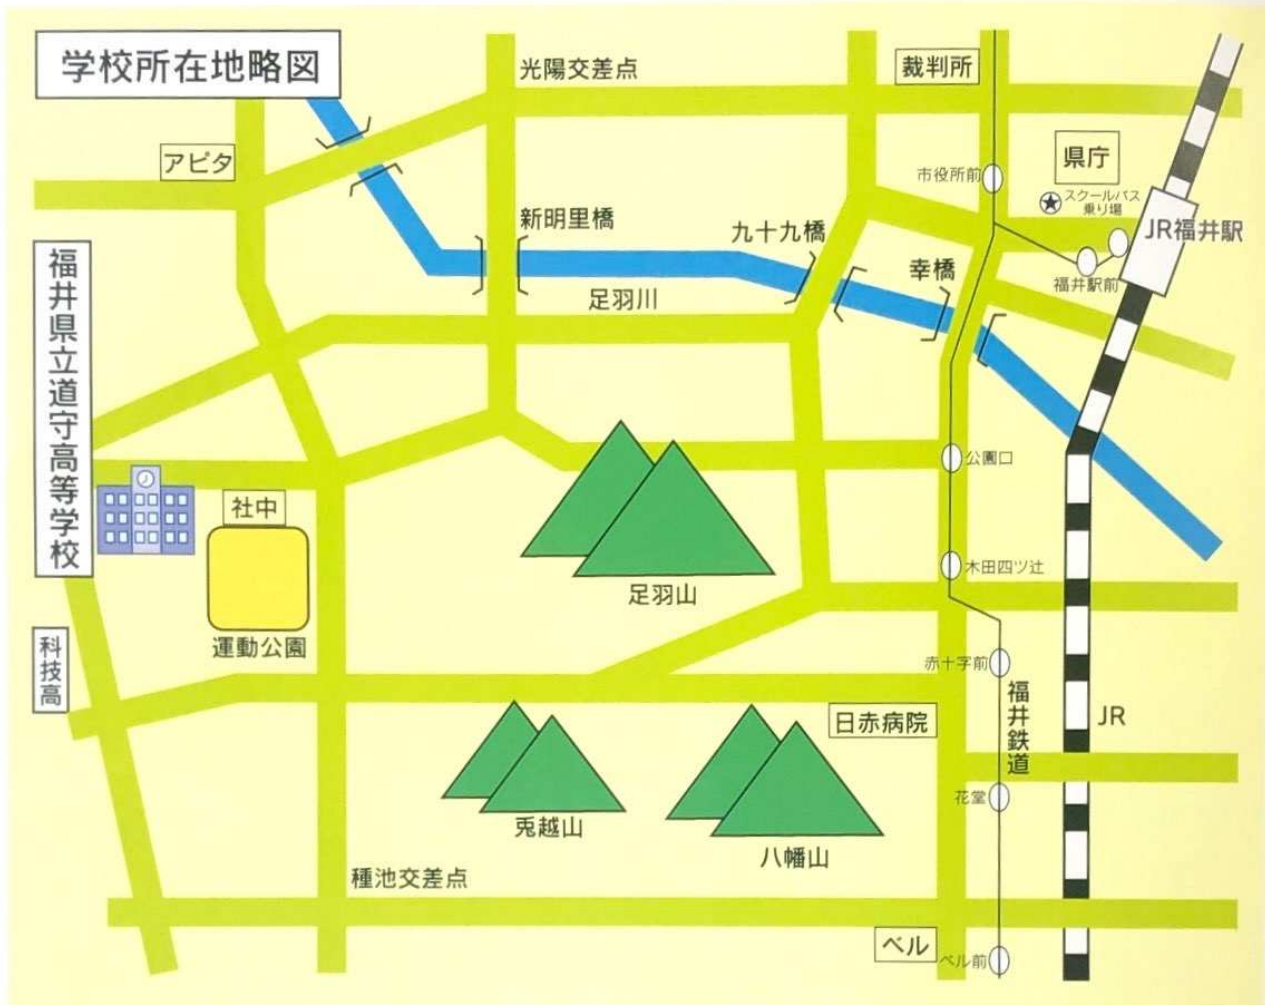 学校所在地略図
光陽交差点
裁判所
アピタ
県庁
市役所前
スクールバス
乗り場
JR福井駅
福井駅前
新明里橋
九十九橋
幸橋
足羽川
福井県立道守高等学校
公園口
社中
木田四ツ辻
足羽山
運動公園
科技高
赤十字前
福井鉄道
JR
日赤病院
花堂
兎越山
八幡山
種池交差点
ベル
ベル前